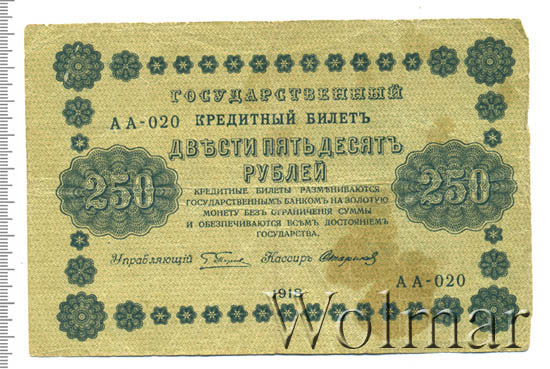 ГОСУДАРСТВЕННЫЙ
АА-020 КРЕДИТНЫЙ БИЛЕТЪ
ДВѢСТИ ПЯТЬДЕСЯТЪ
РУБЛЕЙ
250 250
КРЕДИТНЫЕ БИЛЕТЫ РАЗМѢНИВАЮТСЯ
ГОСУДАРСТВЕННЫМЪ БАНКОМЪ НА ЗОЛОТУЮ
МОНЕТУ БЕЗЪ ОГРАНИЧЕНІЯ СУММЫ
И ОБЕЗПЕЧИВАЮТСЯ ВСѢМЪ ДОСТОЯНІЕМЪ
ГОСУДАРСТВА.
Управляющій Кассиръ
АА-020
1918
Wolmar